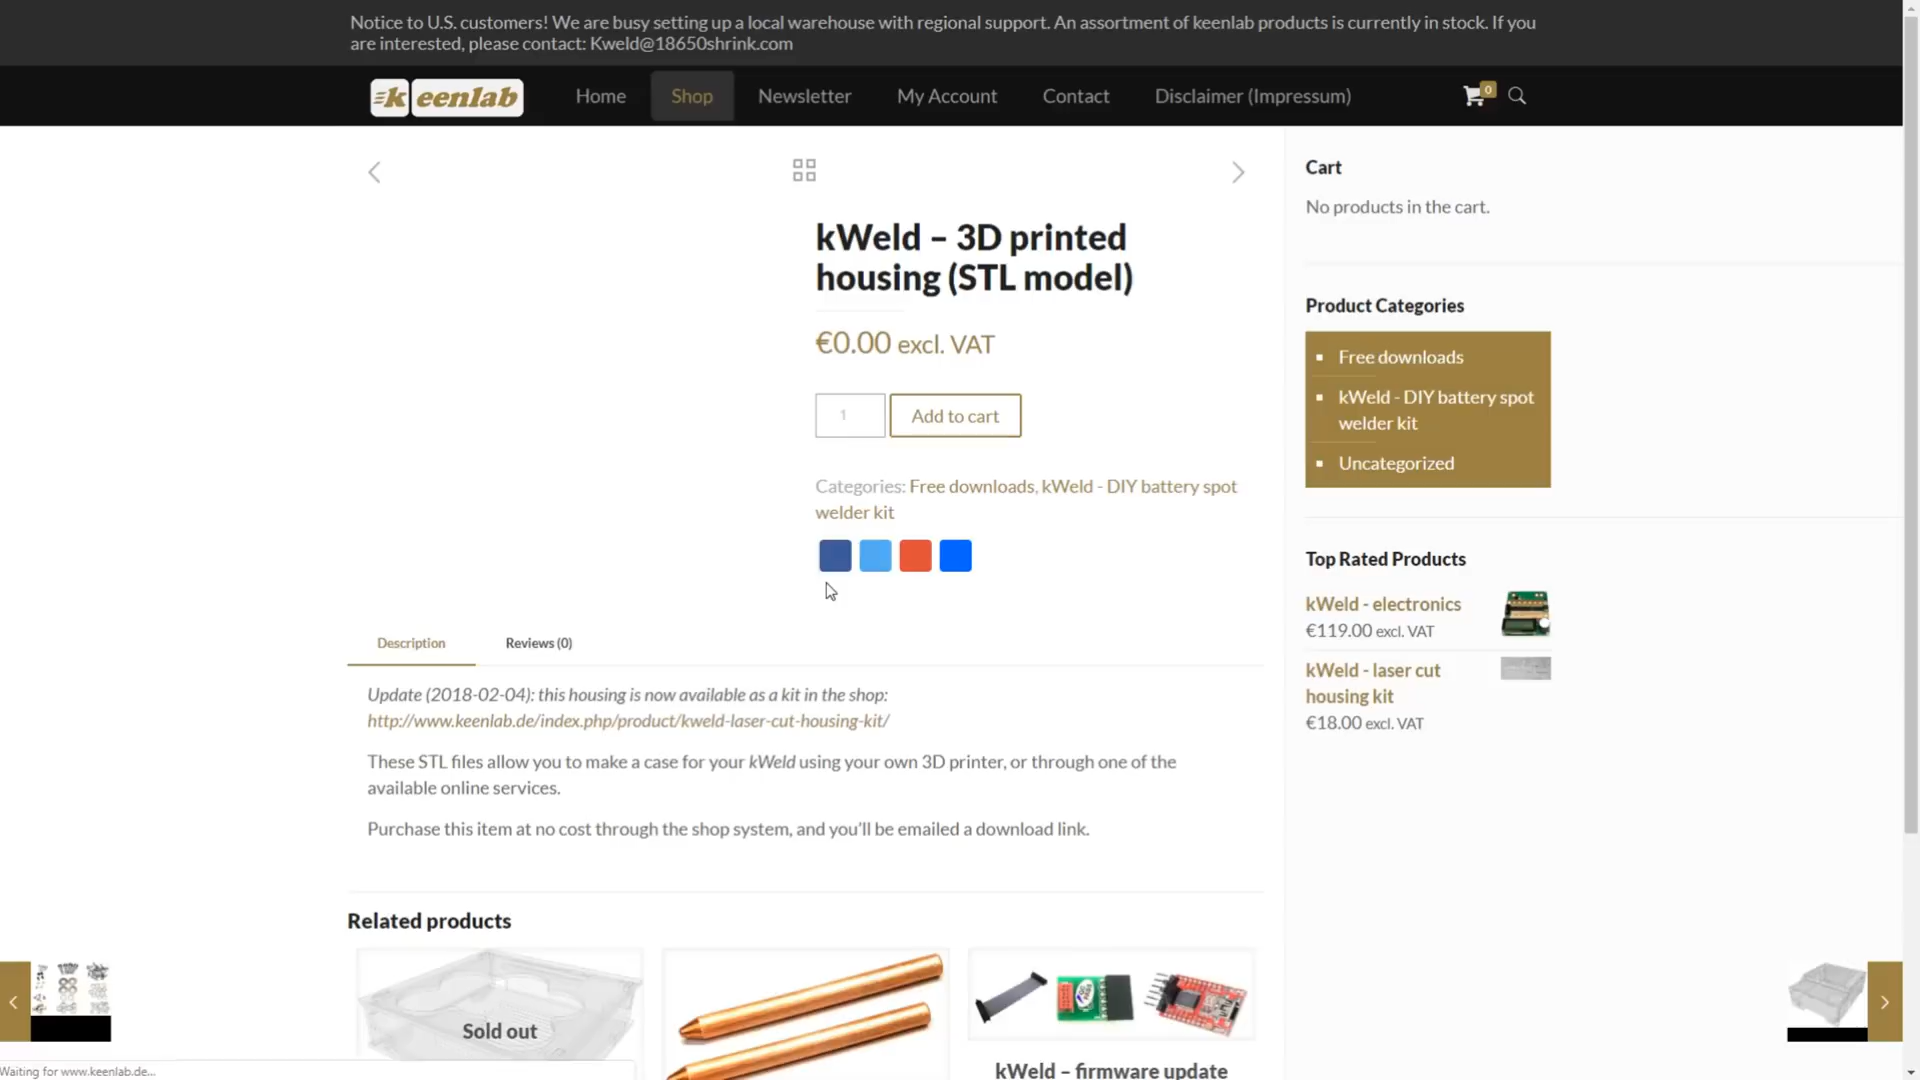 Notice to U.S. customers! We are busy setting up a local warehouse with regional support. An assortment of keenlab products is currently in stock. If you
are interested, please contact: Kweld@18650shrink.com
keenlab
Home
Shop
Newsletter
My Account
Contact
Disclaimer (Impressum)
0
kWeld – 3D printed
housing (STL model)
€0.00 excl. VAT
1
Add to cart
Categories: Free downloads, kWeld - DIY battery spot
welder kit
Description
Reviews (0)
Update (2018-02-04): this housing is now available as a kit in the shop:
http://www.keenlab.de/index.php/product/kweld-laser-cut-housing-kit/
These STL files allow you to make a case for your kWeld using your own 3D printer, or through one of the
available online services.
Purchase this item at no cost through the shop system, and you’ll be emailed a download link.
Related products
Sold out
kWeld – firmware update
Cart
No products in the cart.
Product Categories
Free downloads
kWeld - DIY battery spot
welder kit
Uncategorized
Top Rated Products
kWeld - electronics
€119.00 excl. VAT
kWeld - laser cut
housing kit
€18.00 excl. VAT
Waiting for www.keenlab.de...